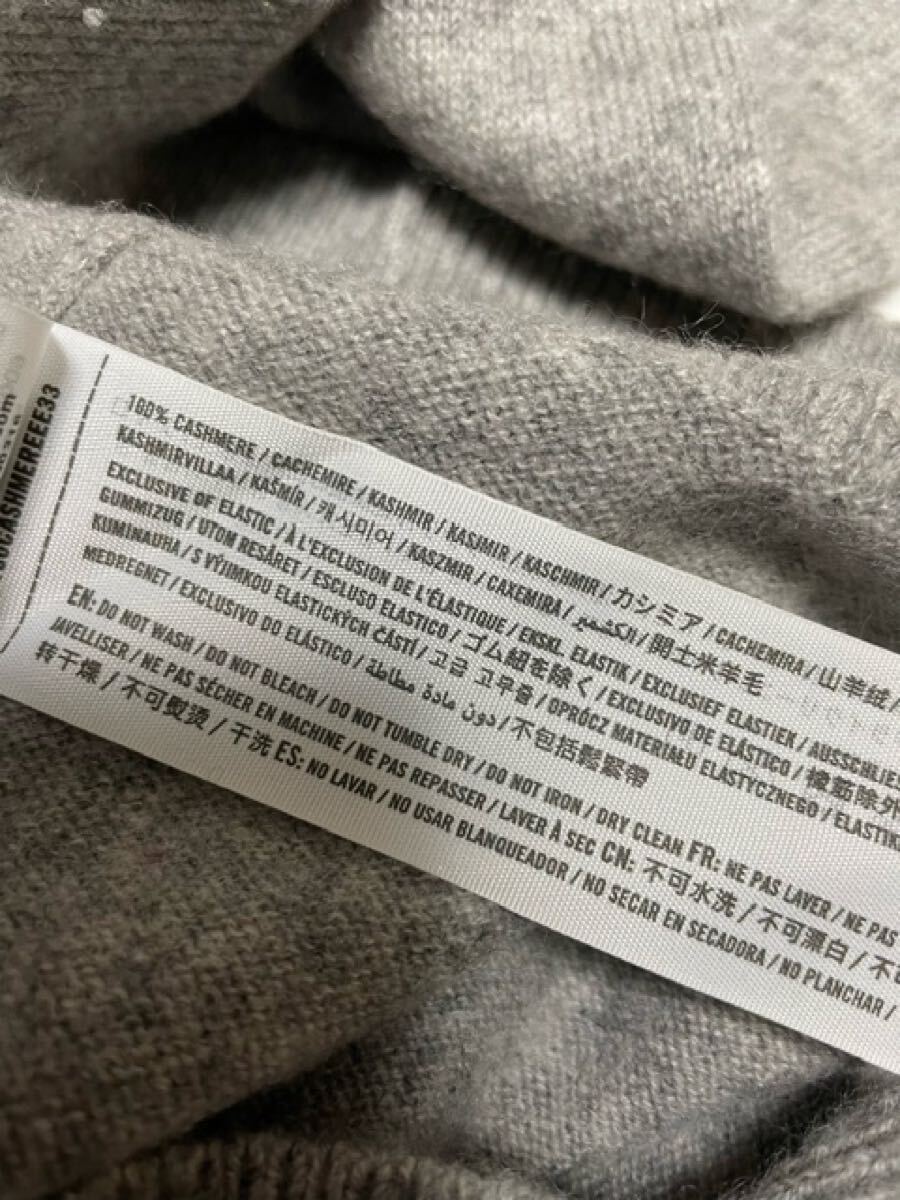 100% CASHMERE / CACHEMIRE / KASHMIR / KASJMIR / KASCHMIR / カシミア / CACHEMIRA / 山羊绒 /
KASHMIRVILLAA / KAŠMÍR / 캐시미어 / KASZMIR / CAXEMIRA / الكشمير / 開士米羊毛
EXCLUSIVE OF ELASTIC / À L'EXCLUSION DE L'ÉLASTIQUE / EKSKL. ELASTIK / EXCLUSIEF ELASTIEK / AUSSCHLIE
GUMMIZUG / UTOM RESÅRET / ESCLUSO ELASTICO / ゴム紐を除く / EXCLUSIVO DE ELÁSTICO / 橡筋除外
KUMINAUHA / S VÝJIMKOU ELASTICKÝCH ČÁSTÍ / 고급 고무줄 / OPRÓCZ MATERIAŁU ELASTYCZNEGO / ELASTIK
MEDREGNET / EXCLUSIVO DO ELÁSTICO / دون مادة مطاطة / 不包括鬆緊帶
EN: DO NOT WASH / DO NOT BLEACH / DO NOT TUMBLE DRY / DO NOT IRON / DRY CLEAN FR: NE PAS LAVER / NE PAS
JAVELLISER / NE PAS SÉCHER EN MACHINE / NE PAS REPASSER / LAVER À SEC CN: 不可水洗 / 不可漂白 / 不
转干燥 / 不可熨烫 / 干洗 ES: NO LAVAR / NO USAR BLANQUEADOR / NO SECAR EN SECADORA / NO PLANCHAR /